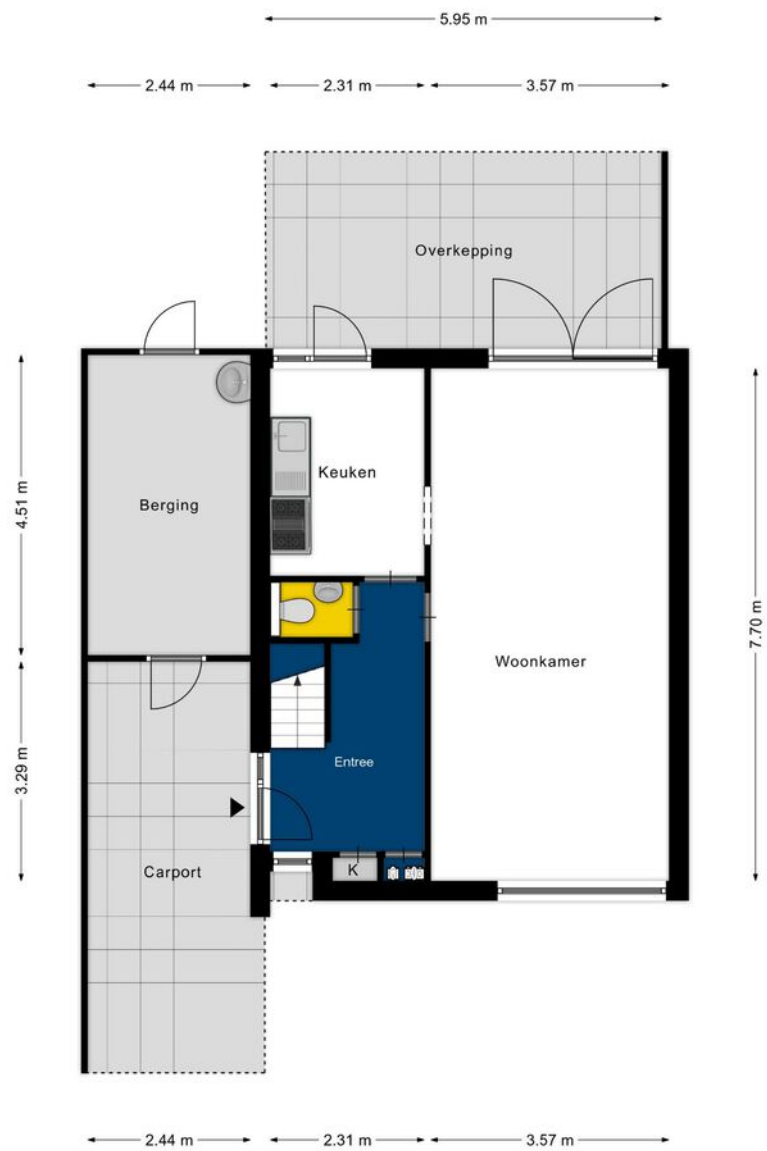 5.95 m
2.44 m
2.31 m
3.57 m
Overkepping
Keuken
4.51 m
Berging
7.70 m
Woonkamer
3.29 m
Entree
Carport
K
2.44 m
2.31 m
3.57 m